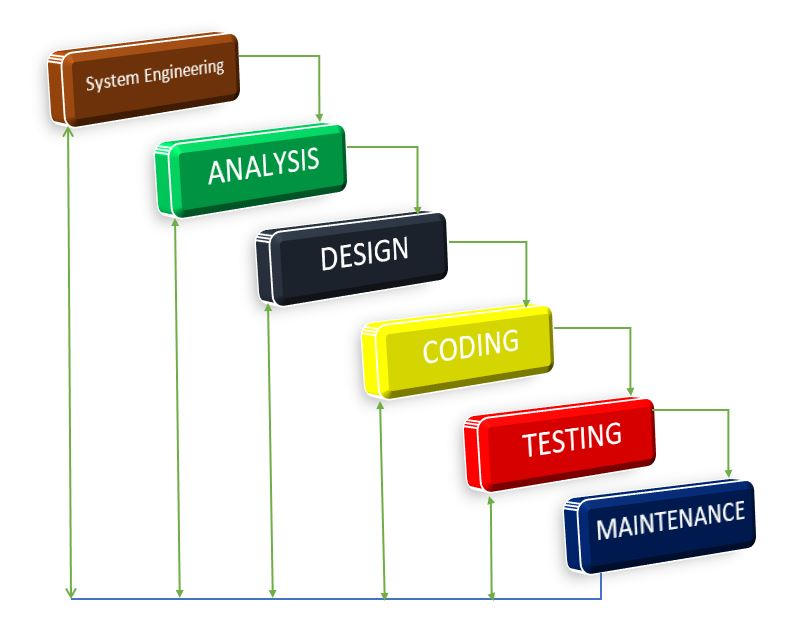 System Engineering
ANALYSIS
DESIGN
CODING
TESTING
MAINTENANCE